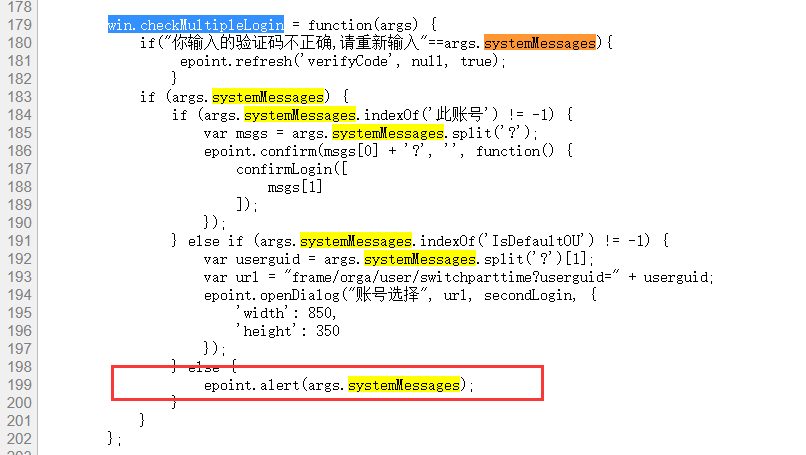 178
179 win.checkMultipleLogin = function(args) {
180 if("你输入的验证码不正确,请重新输入"==args.systemMessages){
181 epoint.refresh('verifyCode', null, true);
182 }
183 if (args.systemMessages) {
184 if (args.systemMessages.indexOf('此账号') != -1) {
185 var msgs = args.systemMessages.split('?');
186 epoint.confirm(msgs[0] + '?', '', function() {
187 confirmLogin([
188 msgs[1]
189 ]);
190 });
191 } else if (args.systemMessages.indexOf('IsDefaultOU') != -1) {
192 var userguid = args.systemMessages.split('?')[1];
193 var url = "frame/orga/user/switchparttime?userguid=" + userguid;
194 epoint.openDialog("账号选择", url, secondLogin, {
195 'width': 850,
196 'height': 350
197 });
198 } else {
199 epoint.alert(args.systemMessages);
200 }
201 }
202 };